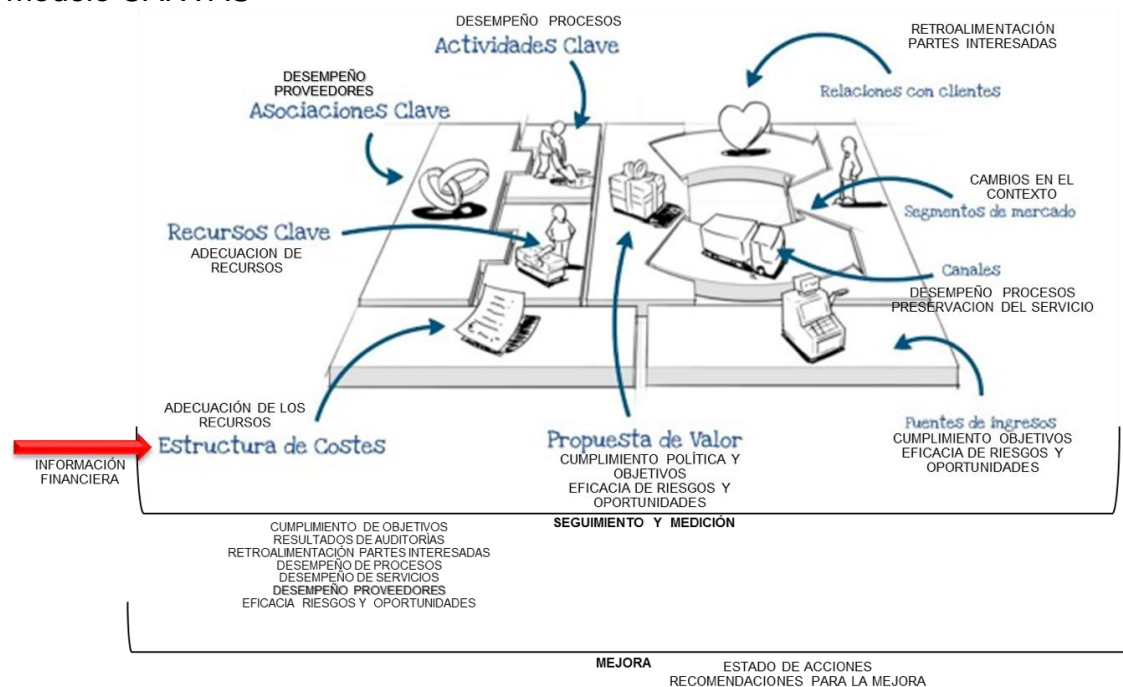 Modelo CANVAS
DESEMPEÑO PROCESOS
Actividades Clave
RETROALIMENTACIÓN
PARTES INTERESADAS
Relaciones con clientes
DESEMPEÑO
PROVEEDORES
Asociaciones Clave
CAMBIOS EN EL
CONTEXTO
Segmentos de mercado
Recursos Clave
ADECUACION DE
RECURSOS
Canales
DESEMPEÑO PROCESOS
PRESERVACION DEL SERVICIO
ADECUACIÓN DE LOS
RECURSOS
Estructura de Costes
INFORMACIÓN
FINANCIERA
Propuesta de Valor
CUMPLIMIENTO POLÍTICA Y
OBJETIVOS
EFICACIA DE RIESGOS Y
OPORTUNIDADES
Fuentes de ingresos
CUMPLIMIENTO OBJETIVOS
EFICACIA DE RIESGOS Y
OPORTUNIDADES
SEGUIMIENTO Y MEDICIÓN
CUMPLIMIENTO DE OBJETIVOS
RESULTADOS DE AUDITORÍAS
RETROALIMENTACIÓN PARTES INTERESADAS
DESEMPEÑO DE PROCESOS
DESEMPEÑO DE SERVICIOS
DESEMPEÑO PROVEEDORES
EFICACIA RIESGOS Y OPORTUNIDADES
MEJORA
ESTADO DE ACCIONES
RECOMENDACIONES PARA LA MEJORA